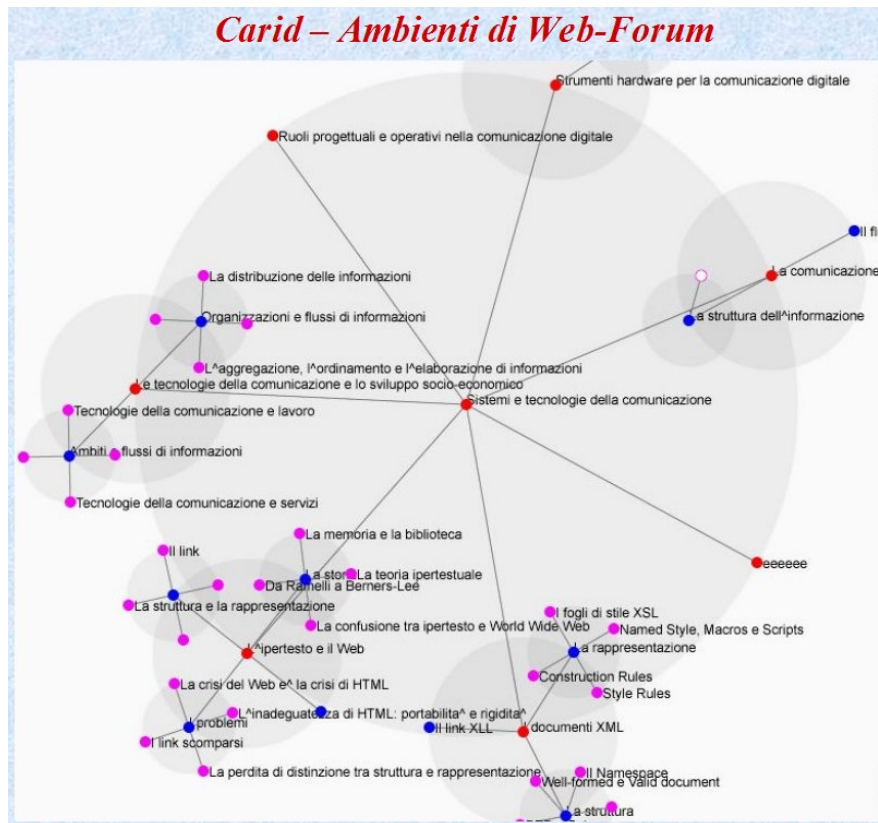 Carid – Ambienti di Web-Forum
Strumenti hardware per la comunicazione digitale
Ruoli progettuali e operativi nella comunicazione digitale
Il fl
La comunicazione
La distribuzione delle informazioni
Organizzazioni e flussi di informazioni
La struttura dell^informazione
L^aggregazione, l^ordinamento e l^elaborazione di informazioni
Le tecnologie della comunicazione e lo sviluppo socio-economico
Sistemi e tecnologie della comunicazione
Tecnologie della comunicazione e lavoro
Ambiti e flussi di informazioni
Tecnologie della comunicazione e servizi
La memoria e la biblioteca
Il link
eeeeee
La stor
La teoria ipertestuale
Da Ramelli a Berners-Lee
La struttura e la rappresentazione
I fogli di stile XSL
La confusione tra ipertesto e World Wide Web
Named Style, Macros e Scripts
L^ipertesto e il Web
La rappresentazione
Construction Rules
La crisi del Web e^ la crisi di HTML
Style Rules
L^inadeguatezza di HTML: portabilita^ e rigidita^
I problemi
Il link XLL
I documenti XML
I link scomparsi
La perdita di distinzione tra struttura e rappresentazione
Il Namespace
Well-formed e Valid document
La struttura